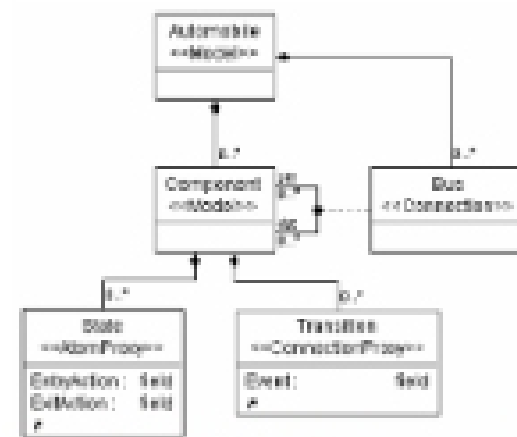 Automobile
<<Model>>
0..*
0..*
Component
<<Model>>
src
0..*
dst
0..*
Bus
<<Connection>>
0..*
0..*
State
<<AtomProxy>>
EntryAction : field
ExitAction : field
Transition
<<ConnectionProxy>>
Event : field